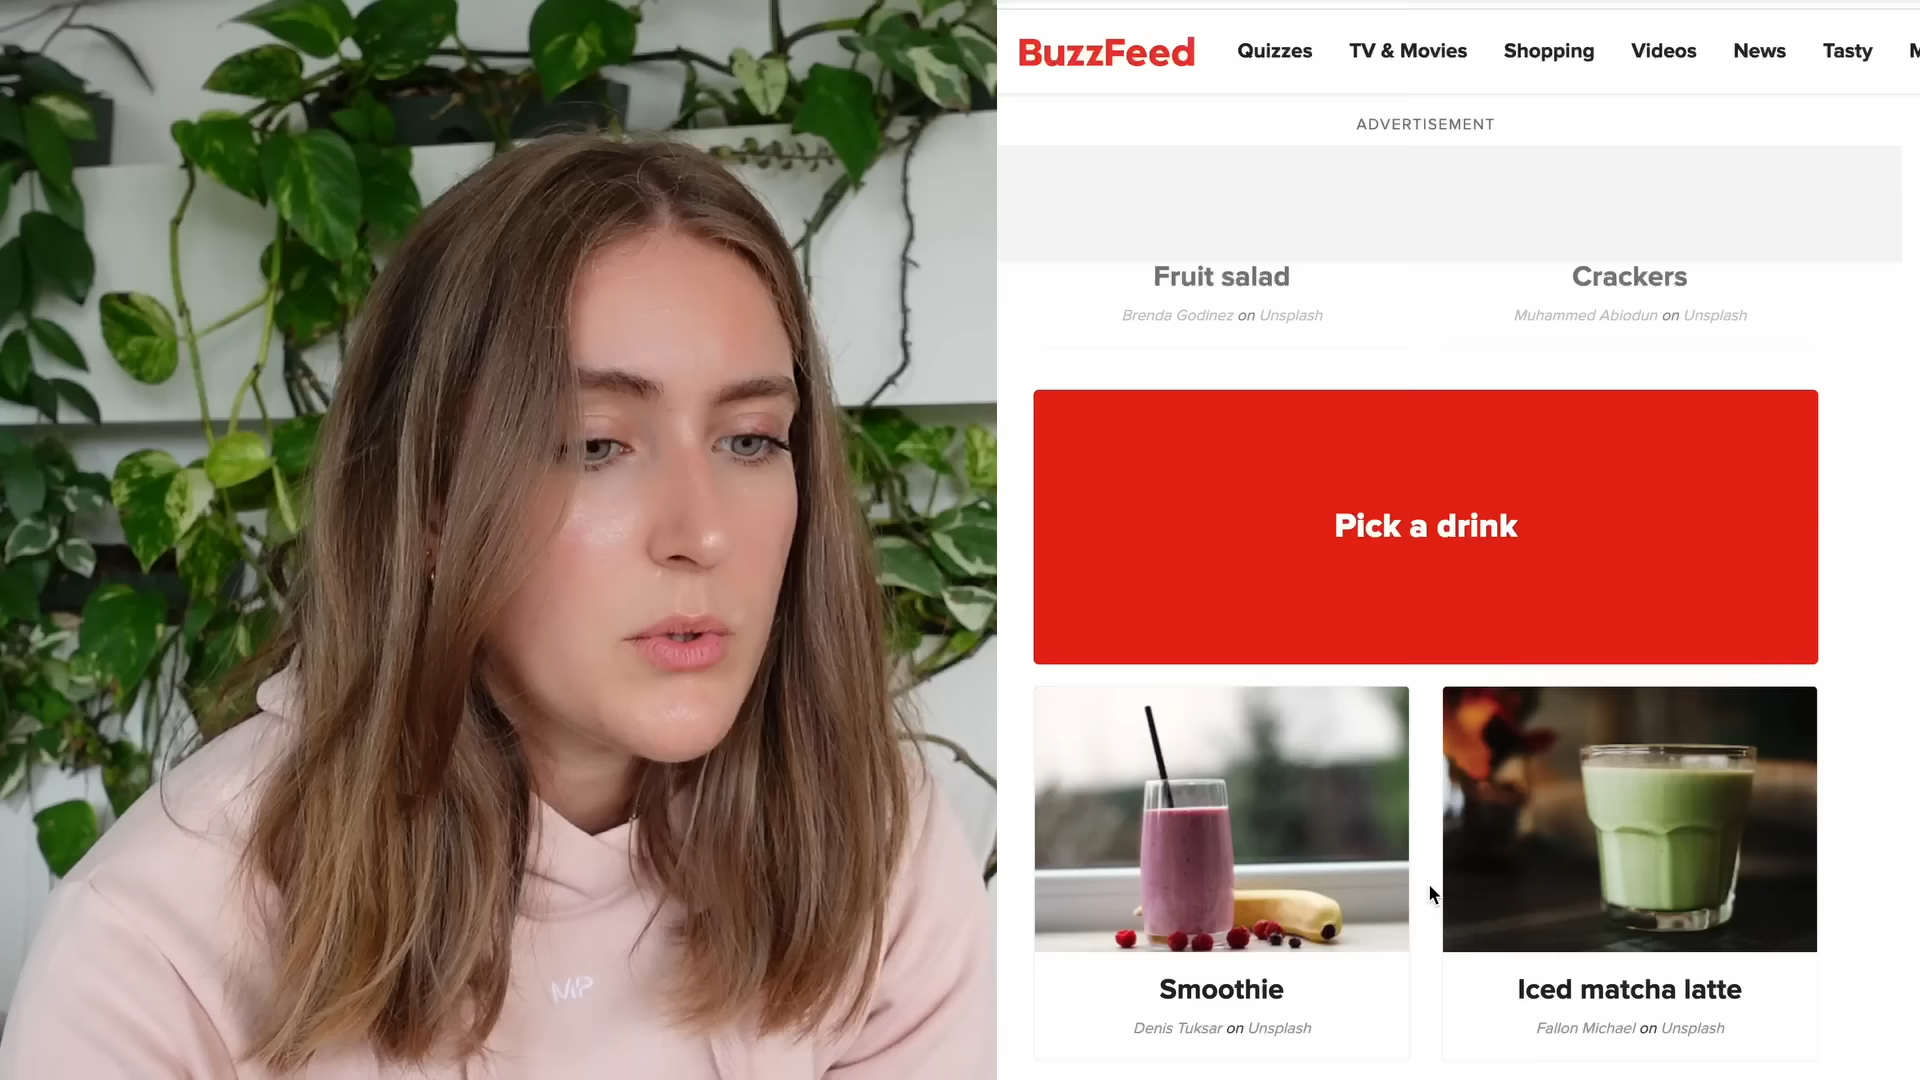 BuzzFeed Quizzes TV & Movies Shopping Videos News Tasty M
ADVERTISEMENT
Fruit salad
Brenda Godinez on Unsplash
Crackers
Muhammed Abiodun on Unsplash
Pick a drink
Smoothie
Denis Tuksar on Unsplash
Iced matcha latte
Fallon Michael on Unsplash
MP